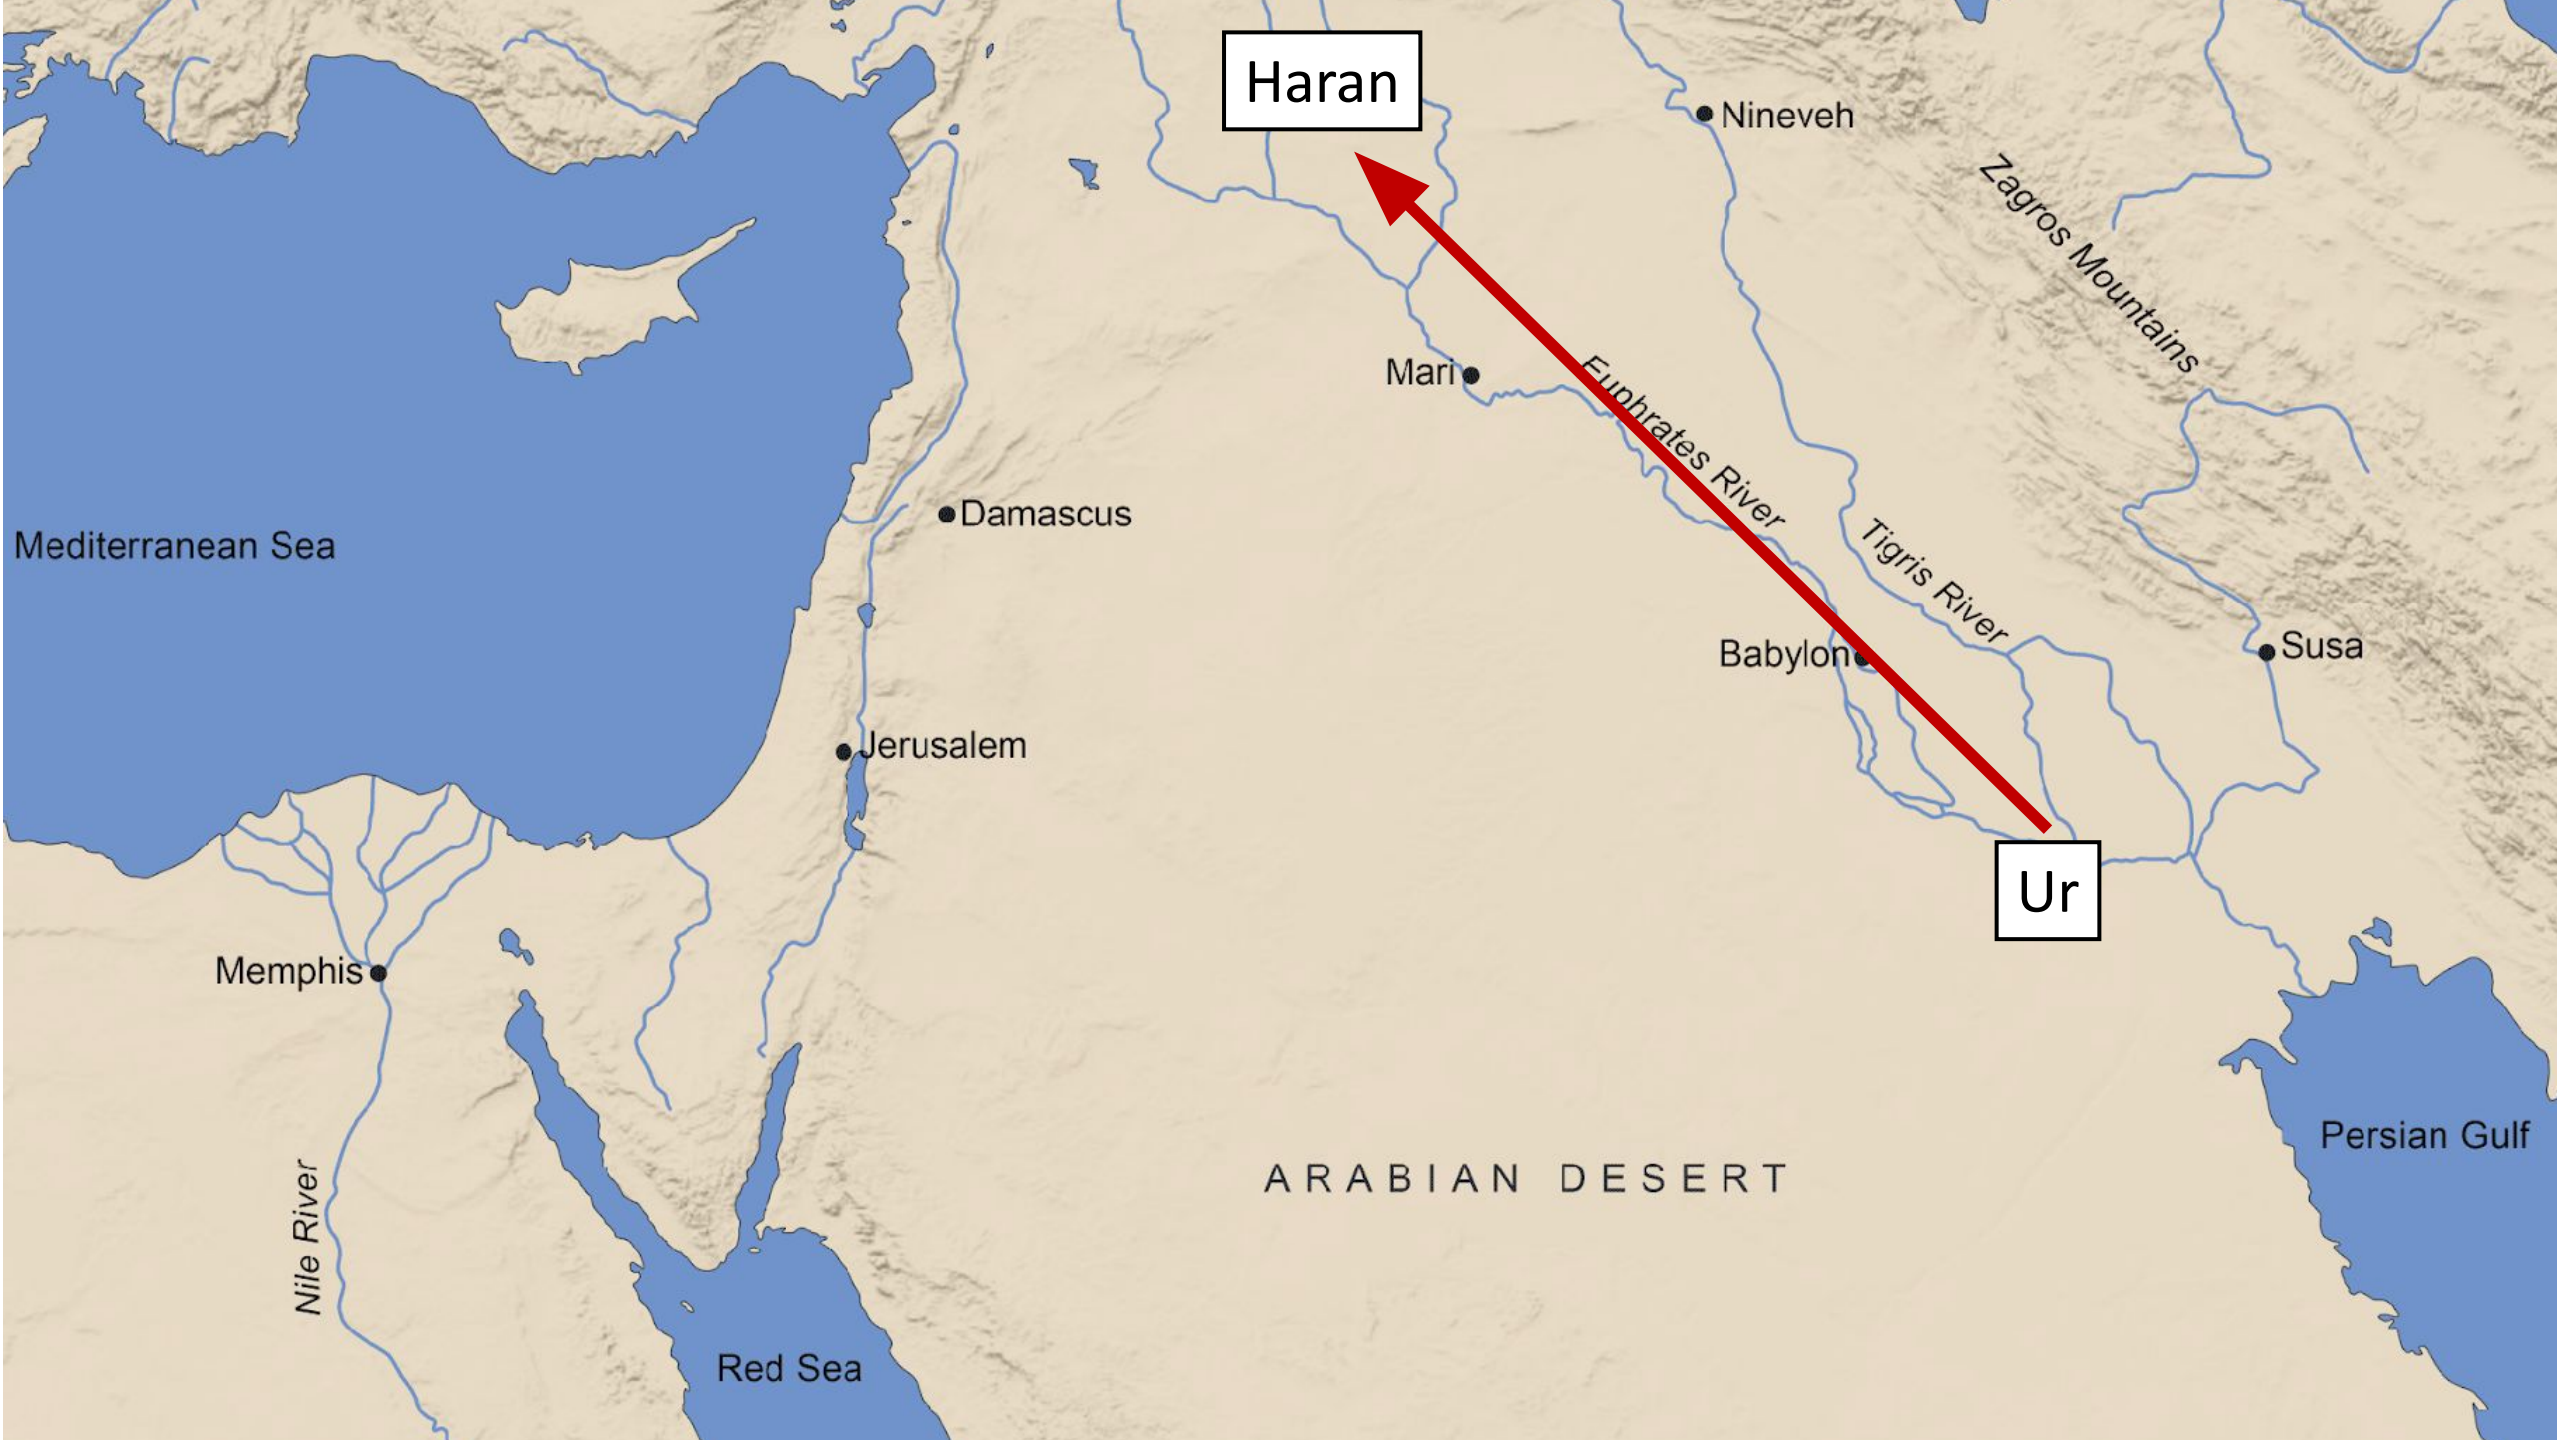 Haran
Nineveh
Zagros Mountains
Mari
Euphrates River
Damascus
Mediterranean Sea
Tigris River
Babylon
Susa
Jerusalem
Ur
Memphis
Persian Gulf
ARABIAN DESERT
Nile River
Red Sea